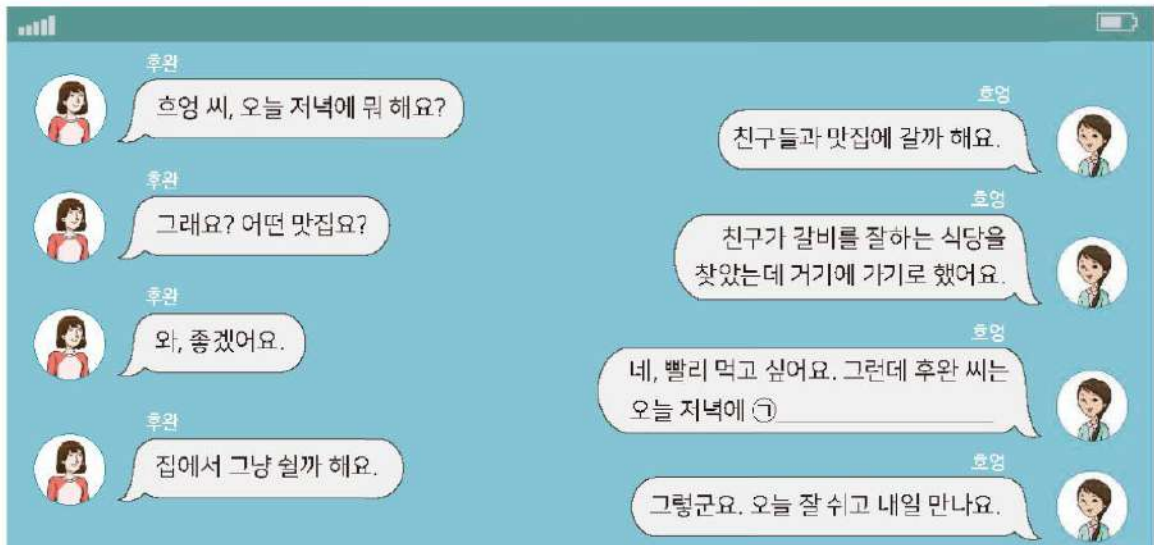 후완
흐엉 씨, 오늘 저녁에 뭐 해요?
흐엉
친구들과 맛집에 갈까 해요.
후완
그래요? 어떤 맛집요?
흐엉
친구가 갈비를 잘하는 식당을
찾았는데 거기에 가기로 했어요.
후완
와, 좋겠어요.
흐엉
네, 빨리 먹고 싶어요. 그런데 후완 씨는
오늘 저녁에 ㉠
후완
집에서 그냥 쉴까 해요.
흐엉
그렇군요. 오늘 잘 쉬고 내일 만나요.